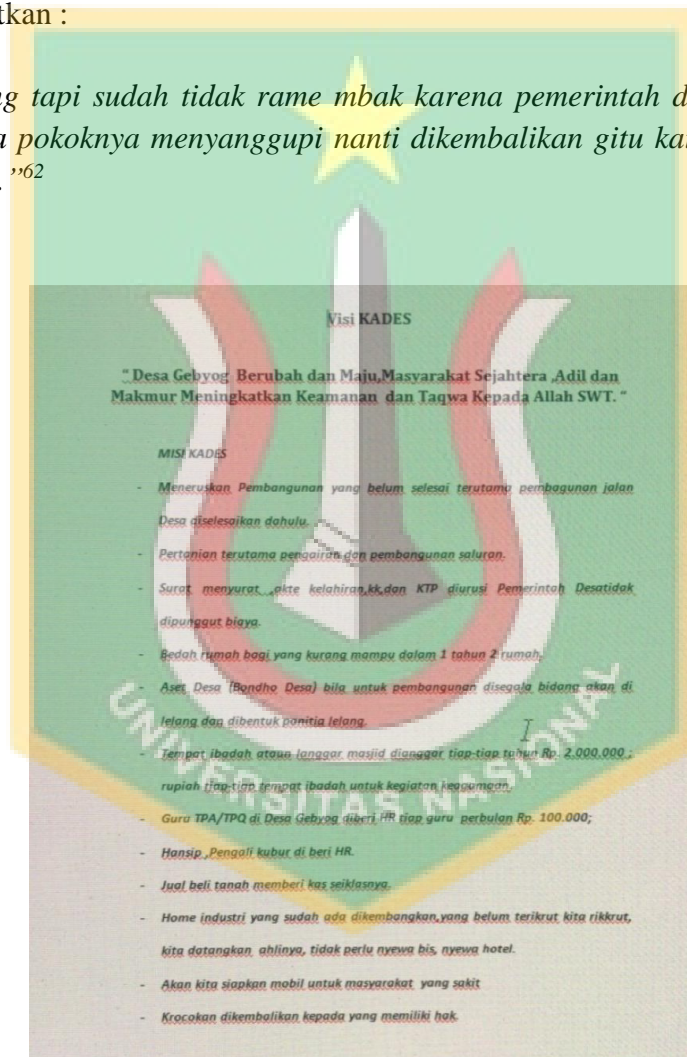 tkan :
g tapi sudah tidak rame mbak karena pemerintah d
a pokoknya menyanggupi nanti dikembalikan gitu ka
.”62
Visi KADES
“ Desa Gebyog Berubah dan Maju,Masyarakat Sejahtera ,Adil dan
Makmur Meningkatkan Keamanan dan Taqwa Kepada Allah SWT. “
MISI KADES
- Meneruskan Pembangunan yang belum selesai terutama pembagunan jalan
Desa diselesaikan dahulu.
- Pertanian terutama pengairan dan pembangunan saluran.
- Surat menyurat ,akte kelahiran,kk,dan KTP diurusi Pemerintah Desatidak
dipunggut biaya.
- Bedah rumah bagi yang kurang mampu dalam 1 tahun 2 rumah.
- Aset Desa (Bondho Desa) bila untuk pembangunan disegala bidang akan di
lelang dan dibentuk panitia lelang.
- Tempat ibadah ataun langgar masjid dianggar tiap-tiap tahun Rp. 2.000.000 ;
rupiah tiap-tiap tempat ibadah untuk kegiatan keagamaan.
- Guru TPA/TPQ di Desa Gebyog diberi HR tiap guru perbulan Rp. 100.000;
- Hansip ,Pengali kubur di beri HR.
- Jual beli tanah memberi kas seiklasnya.
- Home industri yang sudah ada dikembangkan,yang belum terikrut kita rikkrut,
kita datangkan ahlinya, tidak perlu nyewa bis, nyewa hotel.
- Akan kita siapkan mobil untuk masyarakat yang sakit
- Krocokan dikembalikan kepada yang memiliki hak.
UNIVERSITAS NASIONAL